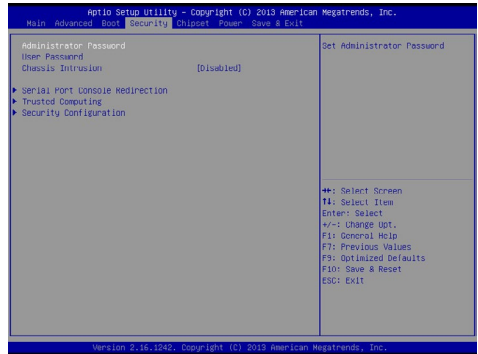 Aptio Setup Utility – Copyright (C) 2013 American Megatrends, Inc.
Main Advanced Boot Security Chipset Power Save & Exit
Administrator Password
User Password
Chassis Intrusion [Disabled]
▶ Serial Port Console Redirection
▶ Trusted Computing
▶ Security Configuration
Set Administrator Password
→←: Select Screen
↑↓: Select Item
Enter: Select
+/-: Change Opt.
F1: General Help
F7: Previous Values
F9: Optimized Defaults
F10: Save & Reset
ESC: Exit
Version 2.16.1242. Copyright (C) 2013 American Megatrends, Inc.